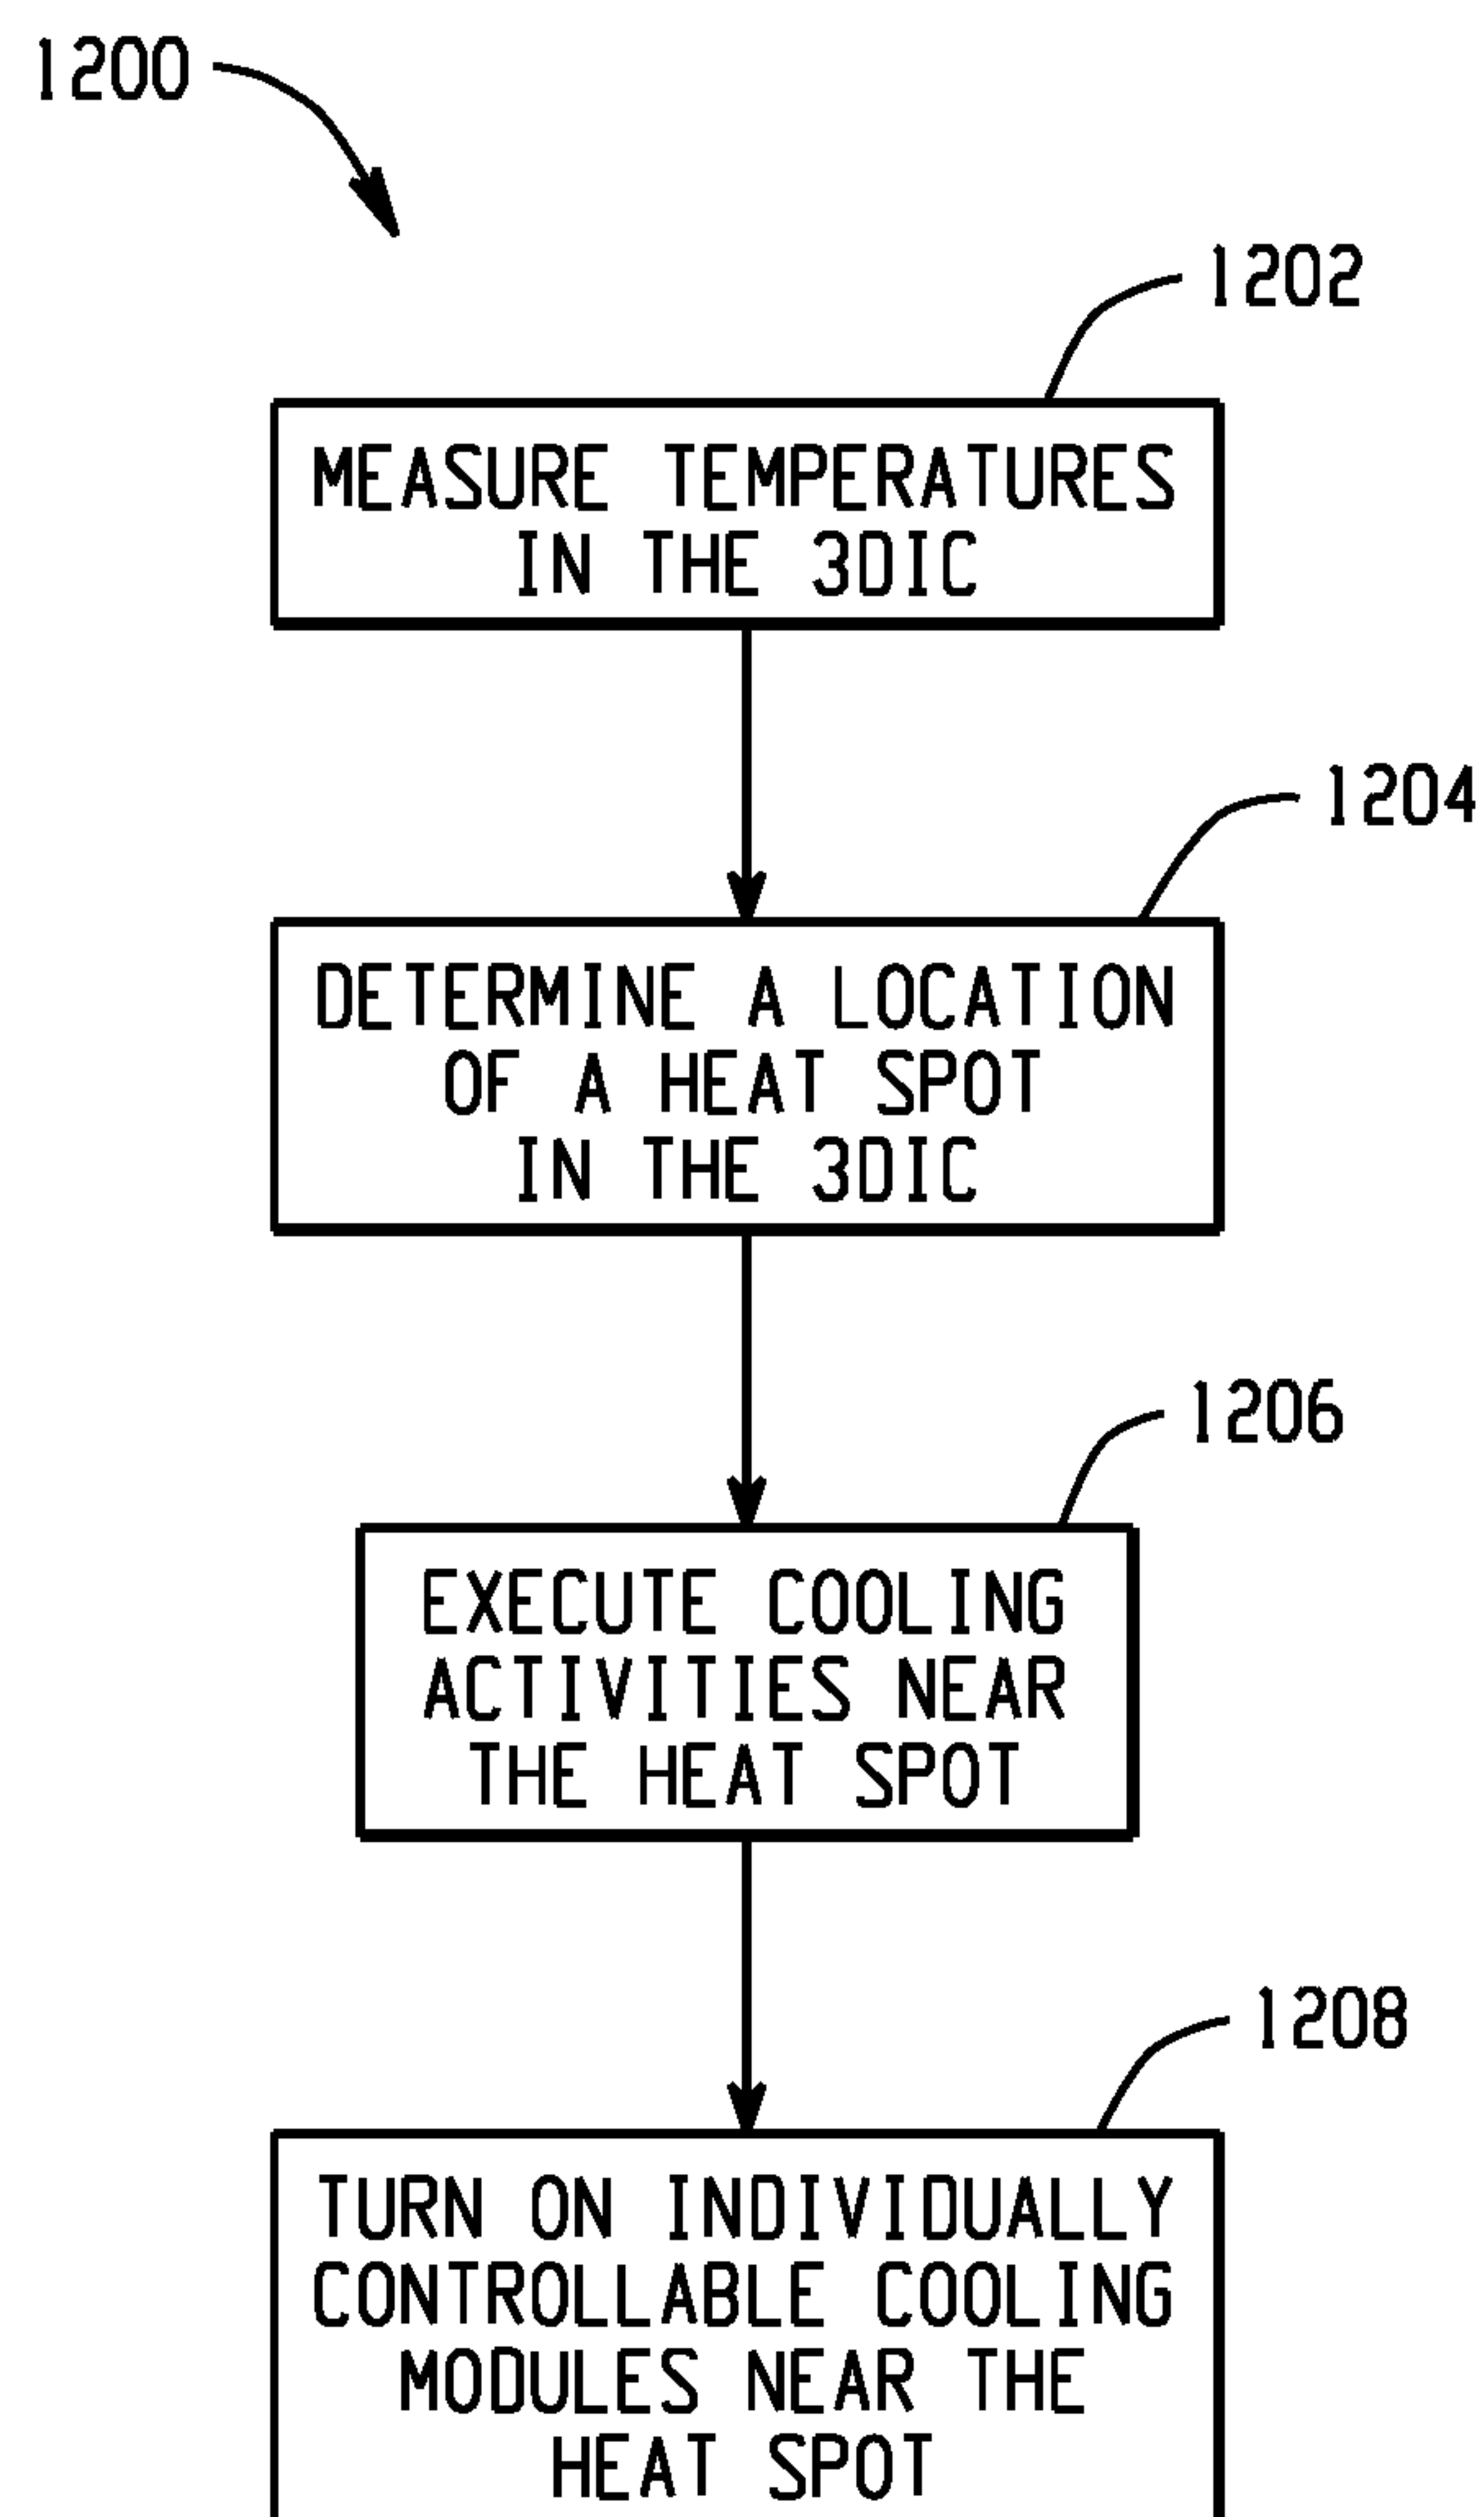 1200
1202
MEASURE TEMPERATURES
IN THE 3DIC
1204
DETERMINE A LOCATION
OF A HEAT SPOT
IN THE 3DIC
1206
EXECUTE COOLING
ACTIVITIES NEAR
THE HEAT SPOT
1208
TURN ON INDIVIDUALLY
CONTROLLABLE COOLING
MODULES NEAR THE
HEAT SPOT